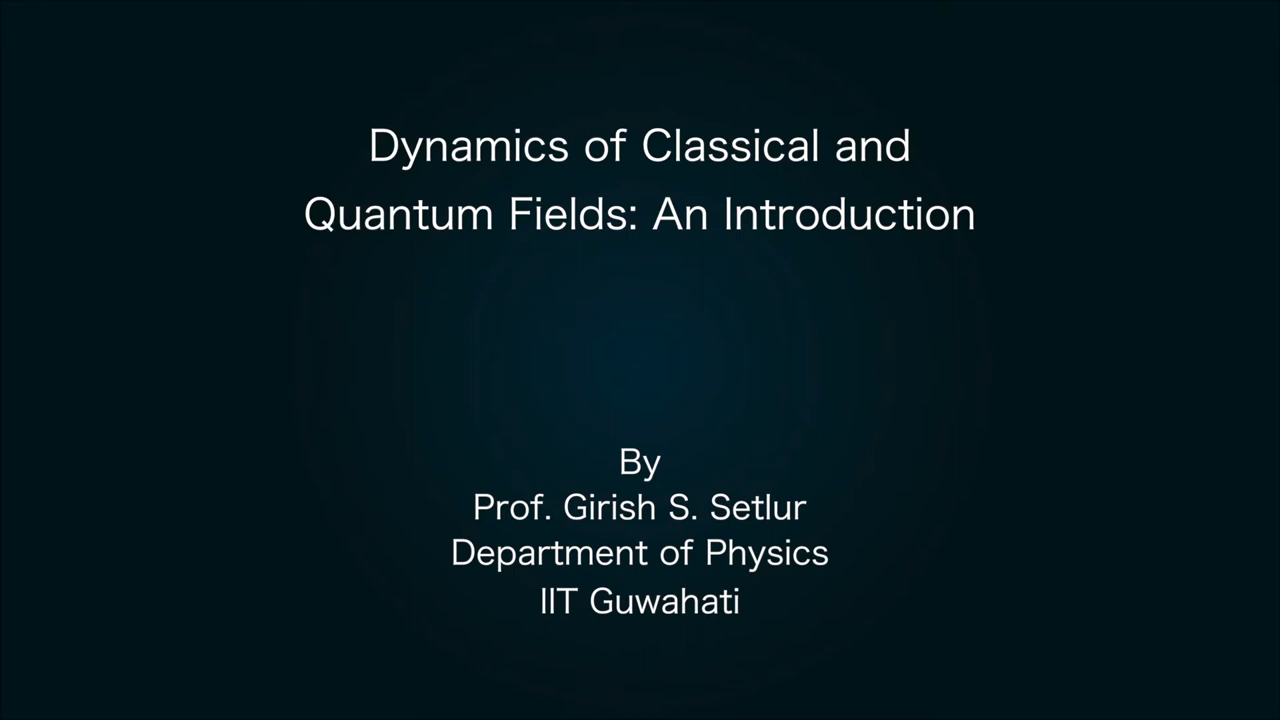 Dynamics of Classical and
Quantum Fields: An Introduction
By
Prof. Girish S. Setlur
Department of Physics
IIT Guwahati